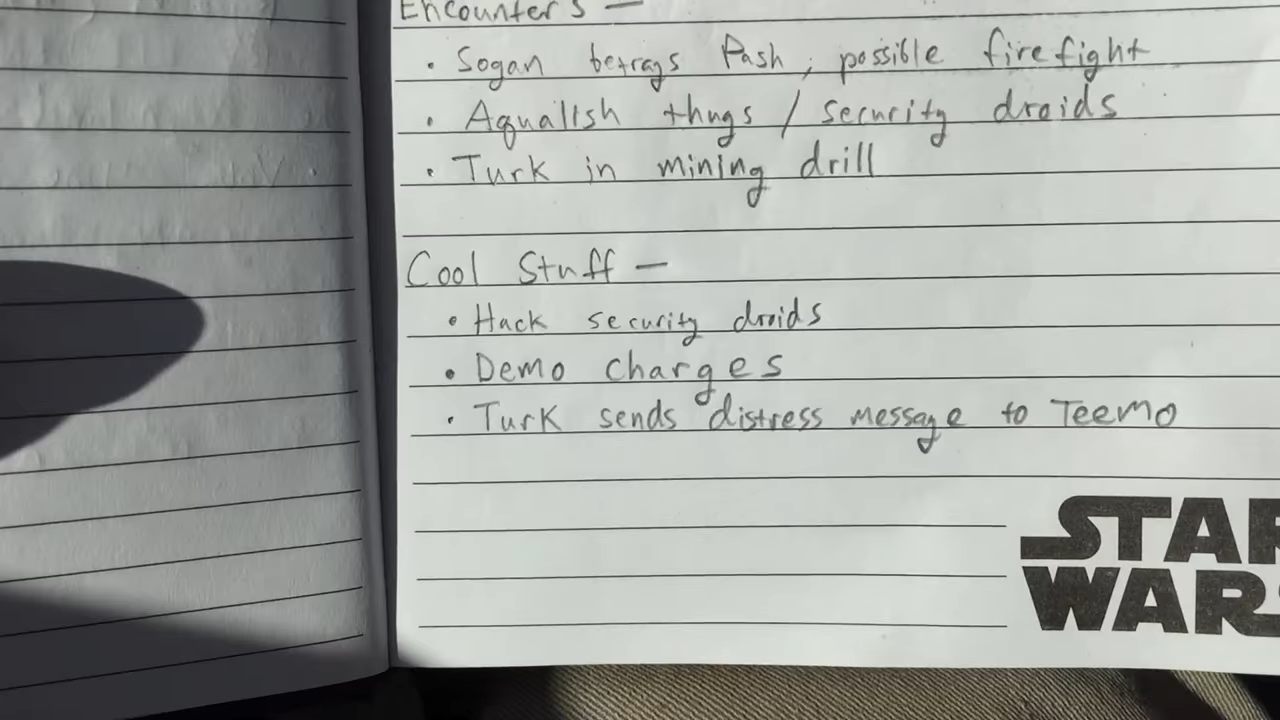 Encounters —
• Sogan betrays Pash, possible firefight
• Aqualish thugs / security droids
• Turk in mining drill
Cool Stuff —
• Hack security droids
• Demo charges
• Turk sends distress message to Teemo
STAR
WARS